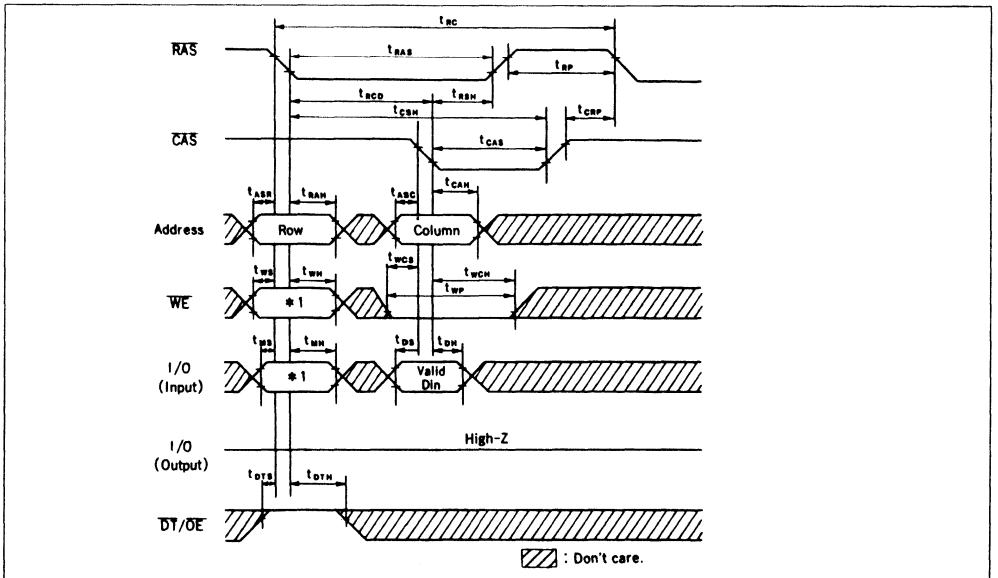 tRC
RAS
tRAS
tRP
tRCD
tRSH
tCSH
tCRP
CAS
tCAS
tCAH
tASR
tRAH
tASC
Address
Row
Column
tWS
tWH
tWCS
tWCH
tWP
WE
*1
tMS
tMH
tDS
tDH
I/O
(Input)
*1
Valid
Din
I/O
(Output)
High-Z
tDTS
tDTH
DT/OE
: Don't care.